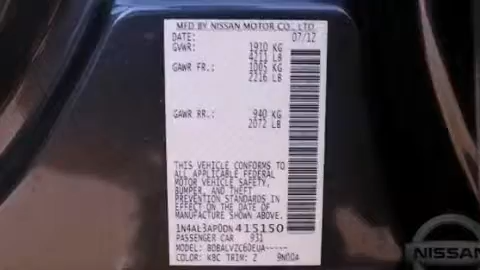 MFD BY NISSAN MOTOR CO., LTD.
DATE: 07/12
GVWR: 1910 KG
4211 LB
GAWR FR.: 1005 KG
2216 LB
GAWR RR.: 940 KG
2072 LB
THIS VEHICLE CONFORMS TO
ALL APPLICABLE FEDERAL
MOTOR VEHICLE SAFETY,
BUMPER, AND THEFT
PREVENTION STANDARDS IN
EFFECT ON THE DATE OF
MANUFACTURE SHOWN ABOVE.
1N4AL3AP0DN415150
PASSENGER CAR 931
MODEL: BDBALVZC60EUA-----
COLOR: KBC TRIM: Z 9N00A
NISSAN